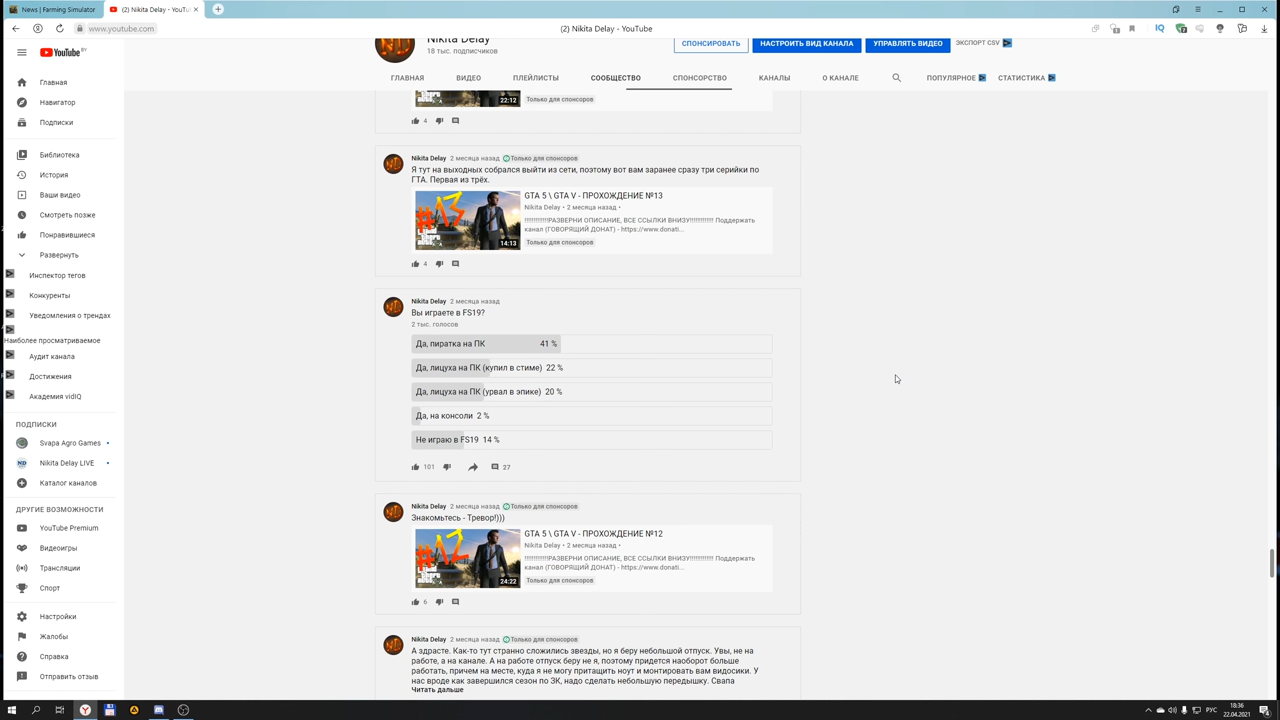 News | Farming Simulator
(2) Nikita Delay - YouTu
www.youtube.com
(2) Nikita Delay - YouTube
YouTube BY
Nikita Delay
18 тыс. подписчиков
СПОНСИРОВАТЬ
НАСТРОИТЬ ВИД КАНАЛА
УПРАВЛЯТЬ ВИДЕО
ЭКСПОРТ CSV
ГЛАВНАЯ
ВИДЕО
ПЛЕЙЛИСТЫ
СООБЩЕСТВО
СПОНСОРСТВО
КАНАЛЫ
О КАНАЛЕ
ПОПУЛЯРНОЕ
СТАТИСТИКА
Главная
Навигатор
Подписки
Библиотека
История
Ваши видео
Смотреть позже
Понравившиеся
Развернуть
Инспектор тегов
Конкуренты
Уведомления о трендах
Наиболее просматриваемое
Аудит канала
Достижения
Академия vidIQ
ПОДПИСКИ
Svapa Agro Games
Nikita Delay LIVE
Каталог каналов
ДРУГИЕ ВОЗМОЖНОСТИ
YouTube Premium
Видеоигры
Трансляции
Спорт
Настройки
Жалобы
Справка
Отправить отзыв
22:12
Только для спонсоров
4
Nikita Delay 2 месяца назад Только для спонсоров
Я тут на выходных собрался выйти из сети, поэтому вот вам заранее сразу три серийки по
ГТА. Первая из трёх.
#13
14:13
GTA 5 \ GTA V - ПРОХОЖДЕНИЕ №13
Nikita Delay • 2 месяца назад •
!!!!!!!!!!!!!РАЗВЕРНИ ОПИСАНИЕ, ВСЕ ССЫЛКИ ВНИЗУ!!!!!!!!!!!!! Поддержать
канал (ГОВОРЯЩИЙ ДОНАТ) - https://www.donati...
Только для спонсоров
4
Nikita Delay 2 месяца назад
Вы играете в FS19?
2 тыс. голосов
Да, пиратка на ПК 41 %
Да, лицуха на ПК (купил в стиме) 22 %
Да, лицуха на ПК (урвал в эпике) 20 %
Да, на консоли 2 %
Не играю в FS19 14 %
101
27
Nikita Delay 2 месяца назад Только для спонсоров
Знакомьтесь - Тревор!)))
#12
24:22
GTA 5 \ GTA V - ПРОХОЖДЕНИЕ №12
Nikita Delay • 2 месяца назад •
!!!!!!!!!!!!!РАЗВЕРНИ ОПИСАНИЕ, ВСЕ ССЫЛКИ ВНИЗУ!!!!!!!!!!!!! Поддержать
канал (ГОВОРЯЩИЙ ДОНАТ) - https://www.donati...
Только для спонсоров
6
Nikita Delay 2 месяца назад Только для спонсоров
А здрасте. Как-то тут странно сложились звезды, но я беру небольшой отпуск. Увы, не на
работе, а на канале. А на работе отпуск беру не я, поэтому придется наоборот больше
работать, причем на месте, куда я не могу притащить ноут и монтировать вам видосики. У
нас вроде как завершился сезон по ЗК, надо сделать небольшую передышку. Свапа
Читать дальше
РУС
18:36
22.04.2021